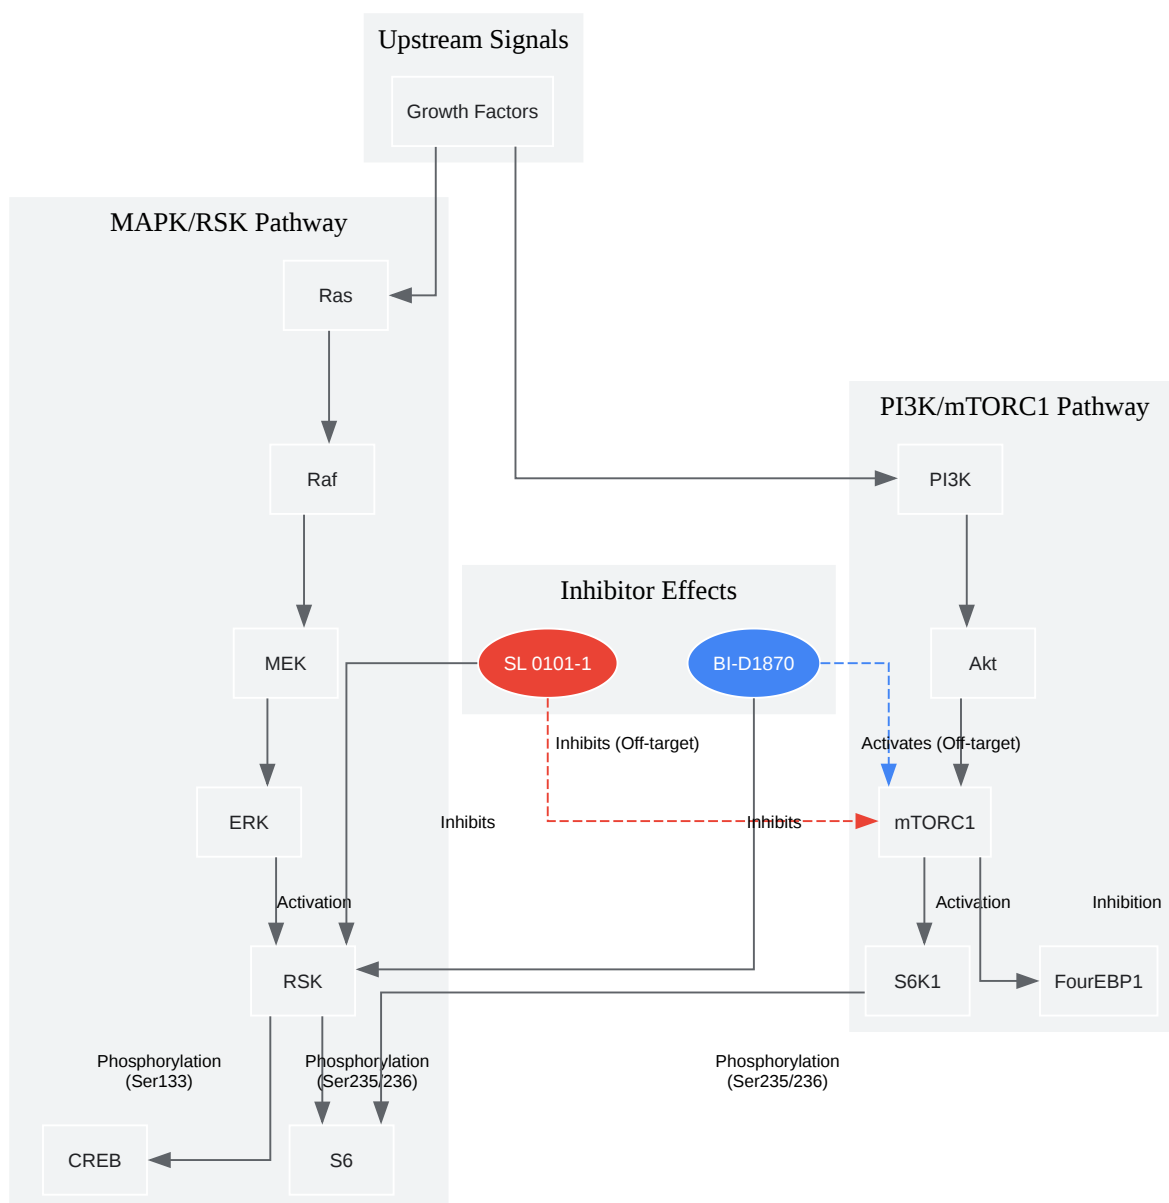 Upstream Signals
Growth Factors
MAPK/RSK Pathway
Ras
PI3K/mTORC1 Pathway
Raf
PI3K
Inhibitor Effects
MEK
SL 0101-1
BI-D1870
Akt
Inhibits (Off-target)
Activates (Off-target)
ERK
Inhibits
Inhibits
mTORC1
Activation
Activation
Inhibition
RSK
S6K1
FourEBP1
Phosphorylation
(Ser133)
Phosphorylation
(Ser235/236)
Phosphorylation
(Ser235/236)
CREB
S6